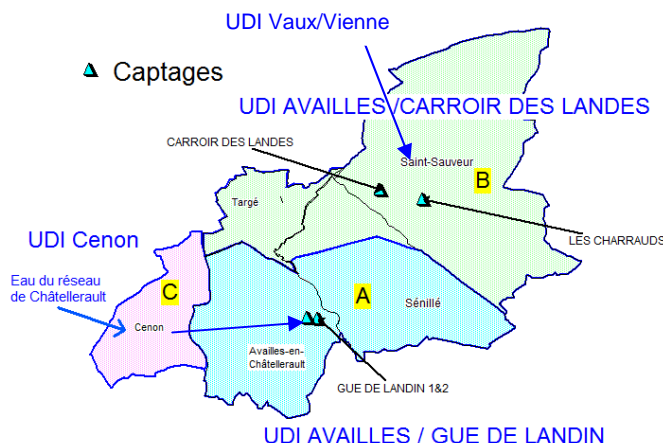 UDI Vaux/Vienne
Captages
UDI AVAILLES /CARROIR DES LANDES
CARROIR DES LANDES
Saint-Sauveur
B
Targé
LES CHARRAUDS
UDI Cenon
Eau du réseau
de Châtellerault
C
A
Sénillé
Cenon
Availles-en-
Châtellerault
GUE DE LANDIN 1&2
UDI AVAILLES / GUE DE LANDIN